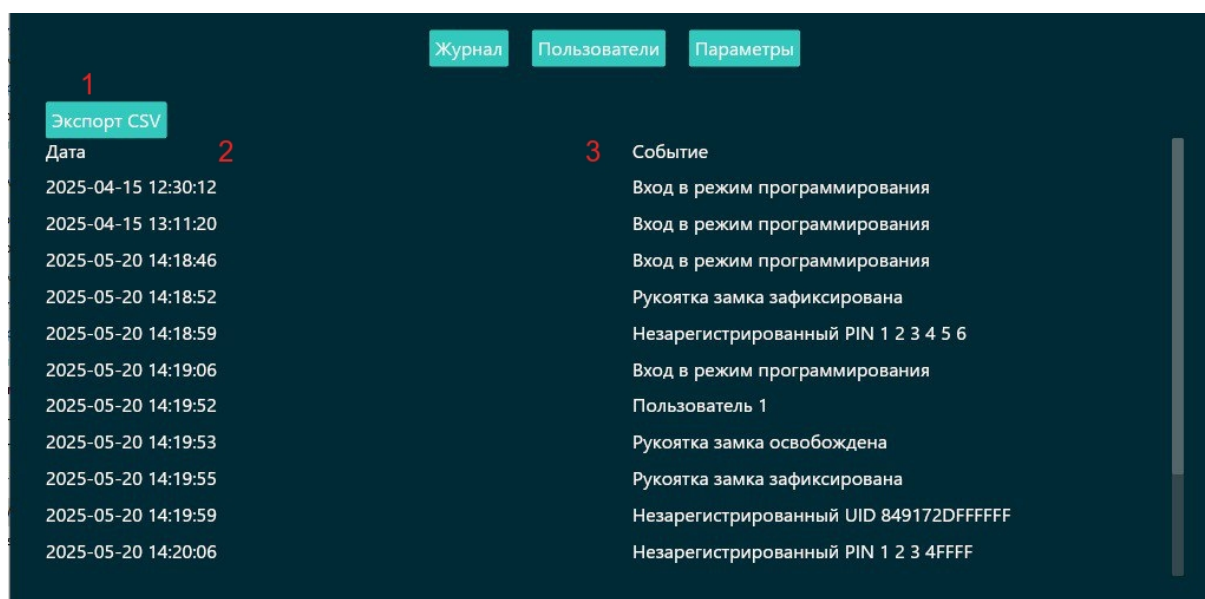 Журнал Пользователи Параметры
1
Экспорт CSV
Дата 2 3 Событие
2025-04-15 12:30:12 Вход в режим программирования
2025-04-15 13:11:20 Вход в режим программирования
2025-05-20 14:18:46 Вход в режим программирования
2025-05-20 14:18:52 Рукоятка замка зафиксирована
2025-05-20 14:18:59 Незарегистрированный PIN 1 2 3 4 5 6
2025-05-20 14:19:06 Вход в режим программирования
2025-05-20 14:19:52 Пользователь 1
2025-05-20 14:19:53 Рукоятка замка освобождена
2025-05-20 14:19:55 Рукоятка замка зафиксирована
2025-05-20 14:19:59 Незарегистрированный UID 849172DFFFFFF
2025-05-20 14:20:06 Незарегистрированный PIN 1 2 3 4FFFF